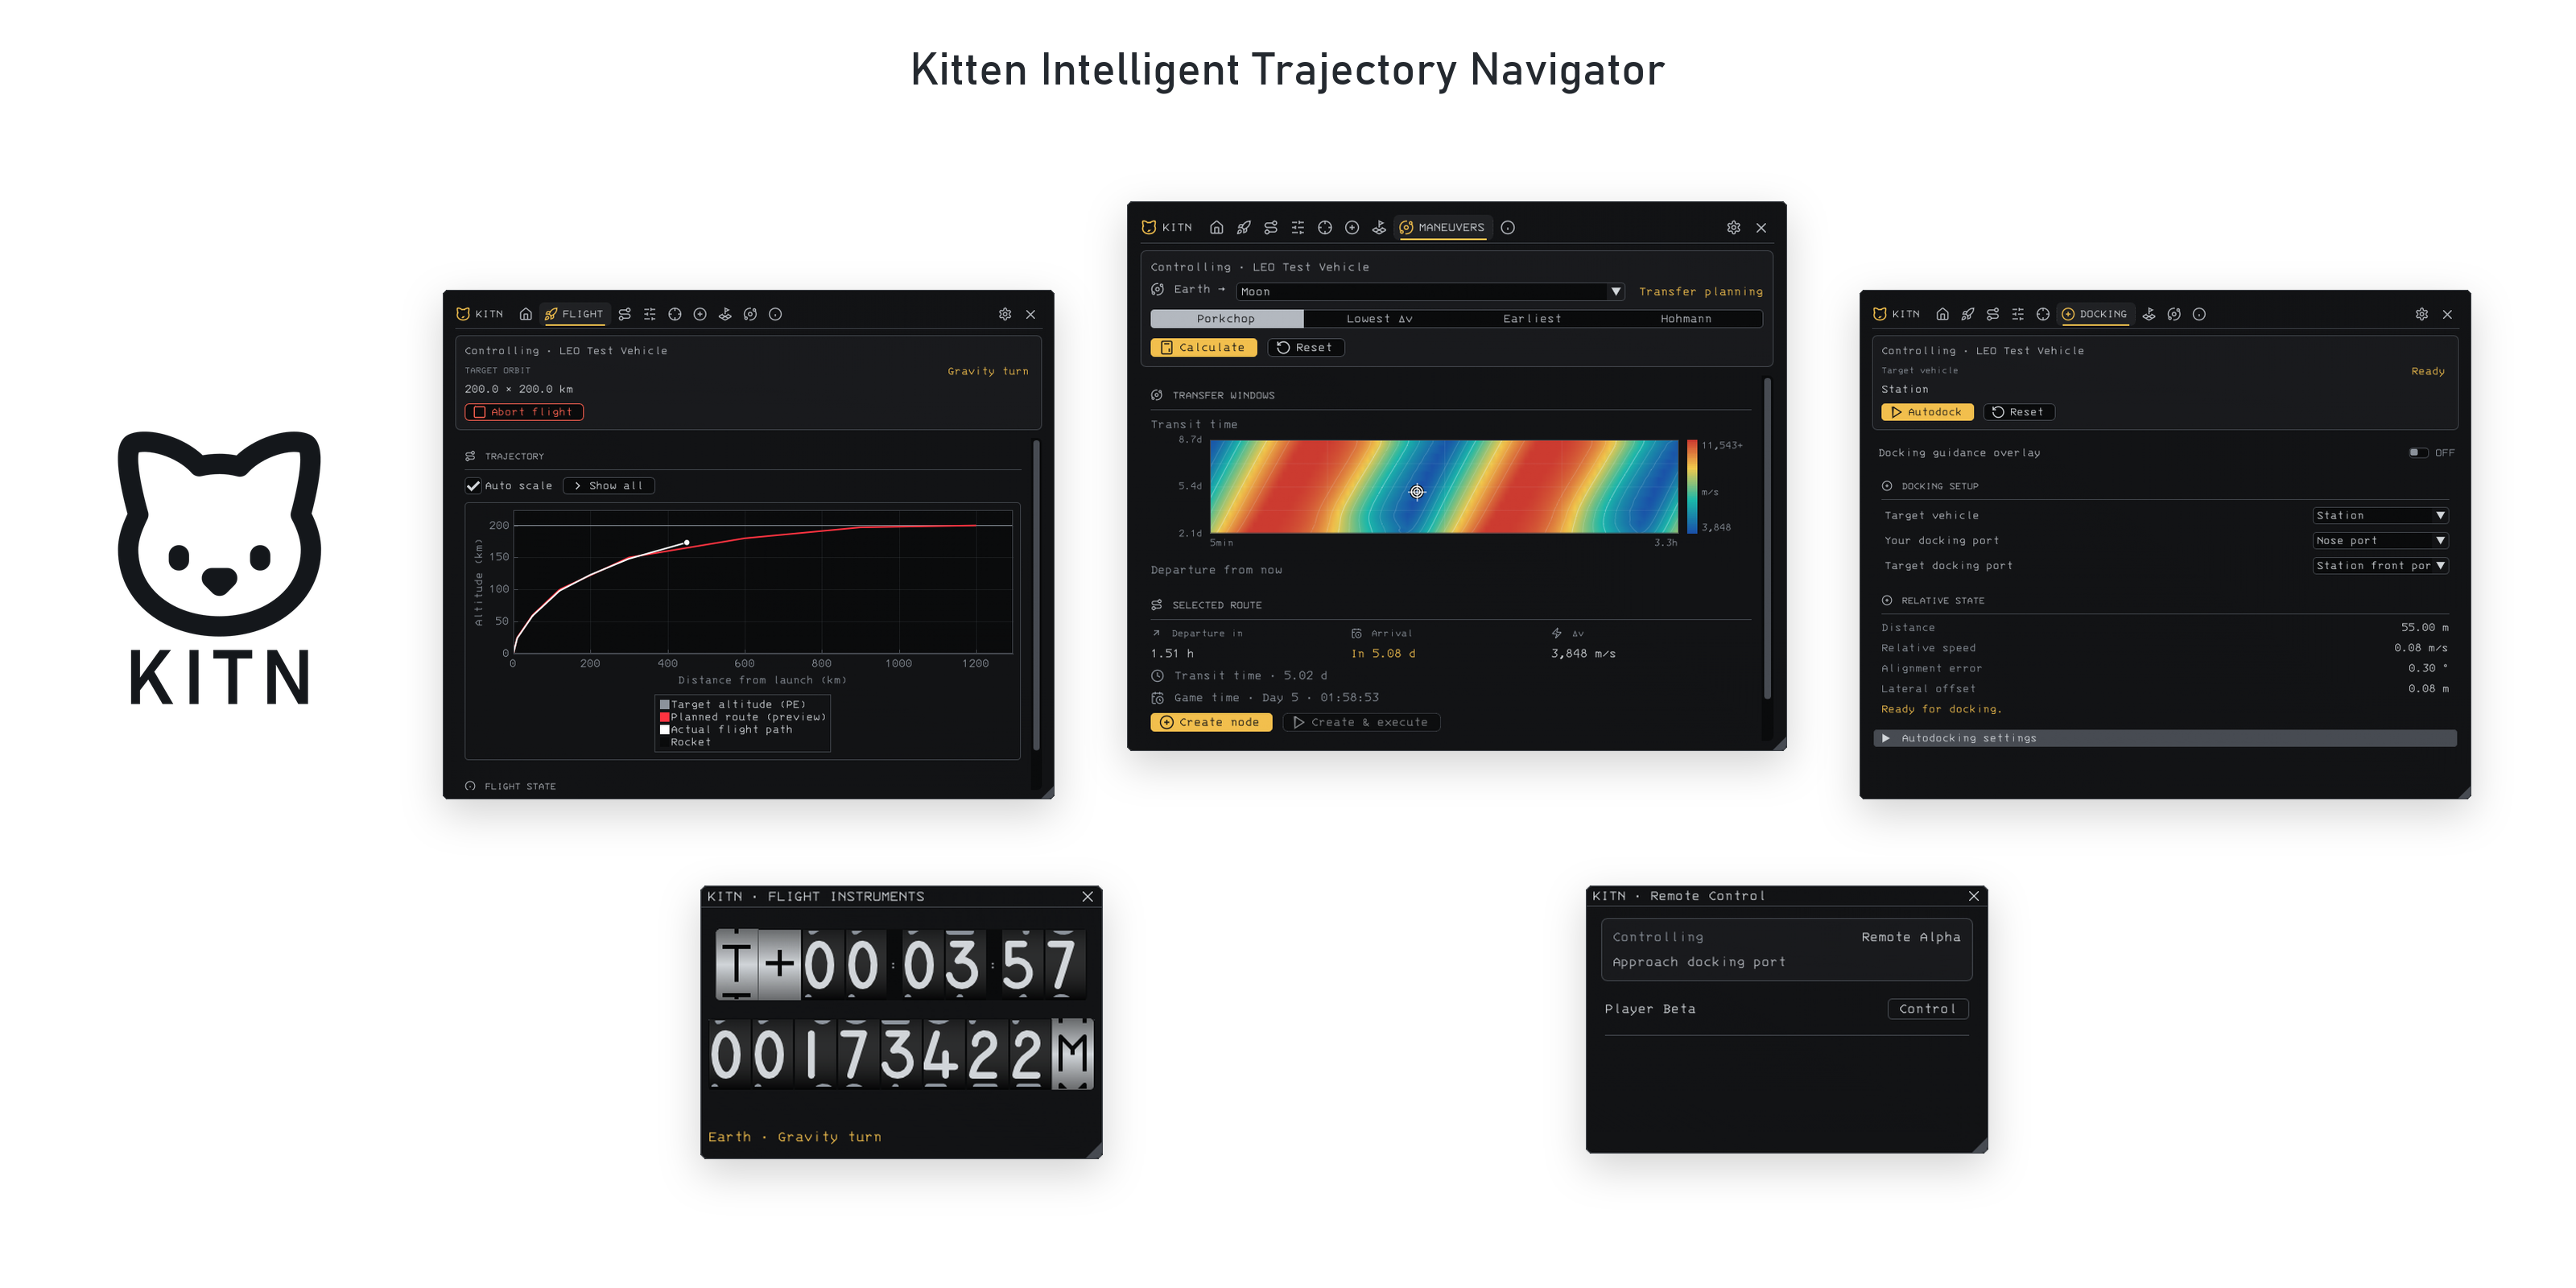 Kitten Intelligent Trajectory Navigator
KITN
KITN FLIGHT
Controlling · LEO Test Vehicle
TARGET ORBIT
Gravity turn
200.0 × 200.0 km
Abort flight
TRAJECTORY
Auto scale
Show all
200
150
100
50
0
Altitude (km)
0 200 400 600 800 1000 1200
Distance from launch (km)
Target altitude (PE)
Planned route (preview)
Actual flight path
Rocket
FLIGHT STATE
KITN MANEUVERS
Controlling · LEO Test Vehicle
Earth → Moon Transfer planning
Porkchop Lowest Δv Earliest Hohmann
Calculate Reset
TRANSFER WINDOWS
Transit time
8.7d
5.4d
2.1d
5min 3.3h
11,543+
m/s
3,848
Departure from now
SELECTED ROUTE
Departure in Arrival Δv
1.51 h In 5.08 d 3,848 m/s
Transit time · 5.02 d
Game time · Day 5 · 01:58:53
Create node Create & execute
KITN DOCKING
Controlling · LEO Test Vehicle
Target vehicle
Ready
Station
Autodock Reset
Docking guidance overlay OFF
DOCKING SETUP
Target vehicle Station
Your docking port Nose port
Target docking port Station front por
RELATIVE STATE
Distance 55.00 m
Relative speed 0.08 m/s
Alignment error 0.30 °
Lateral offset 0.08 m
Ready for docking.
Autodocking settings
KITN · FLIGHT INSTRUMENTS
T+00:03:57
00173422M
Earth · Gravity turn
KITN · Remote Control
Controlling Remote Alpha
Approach docking port
Player Beta Control